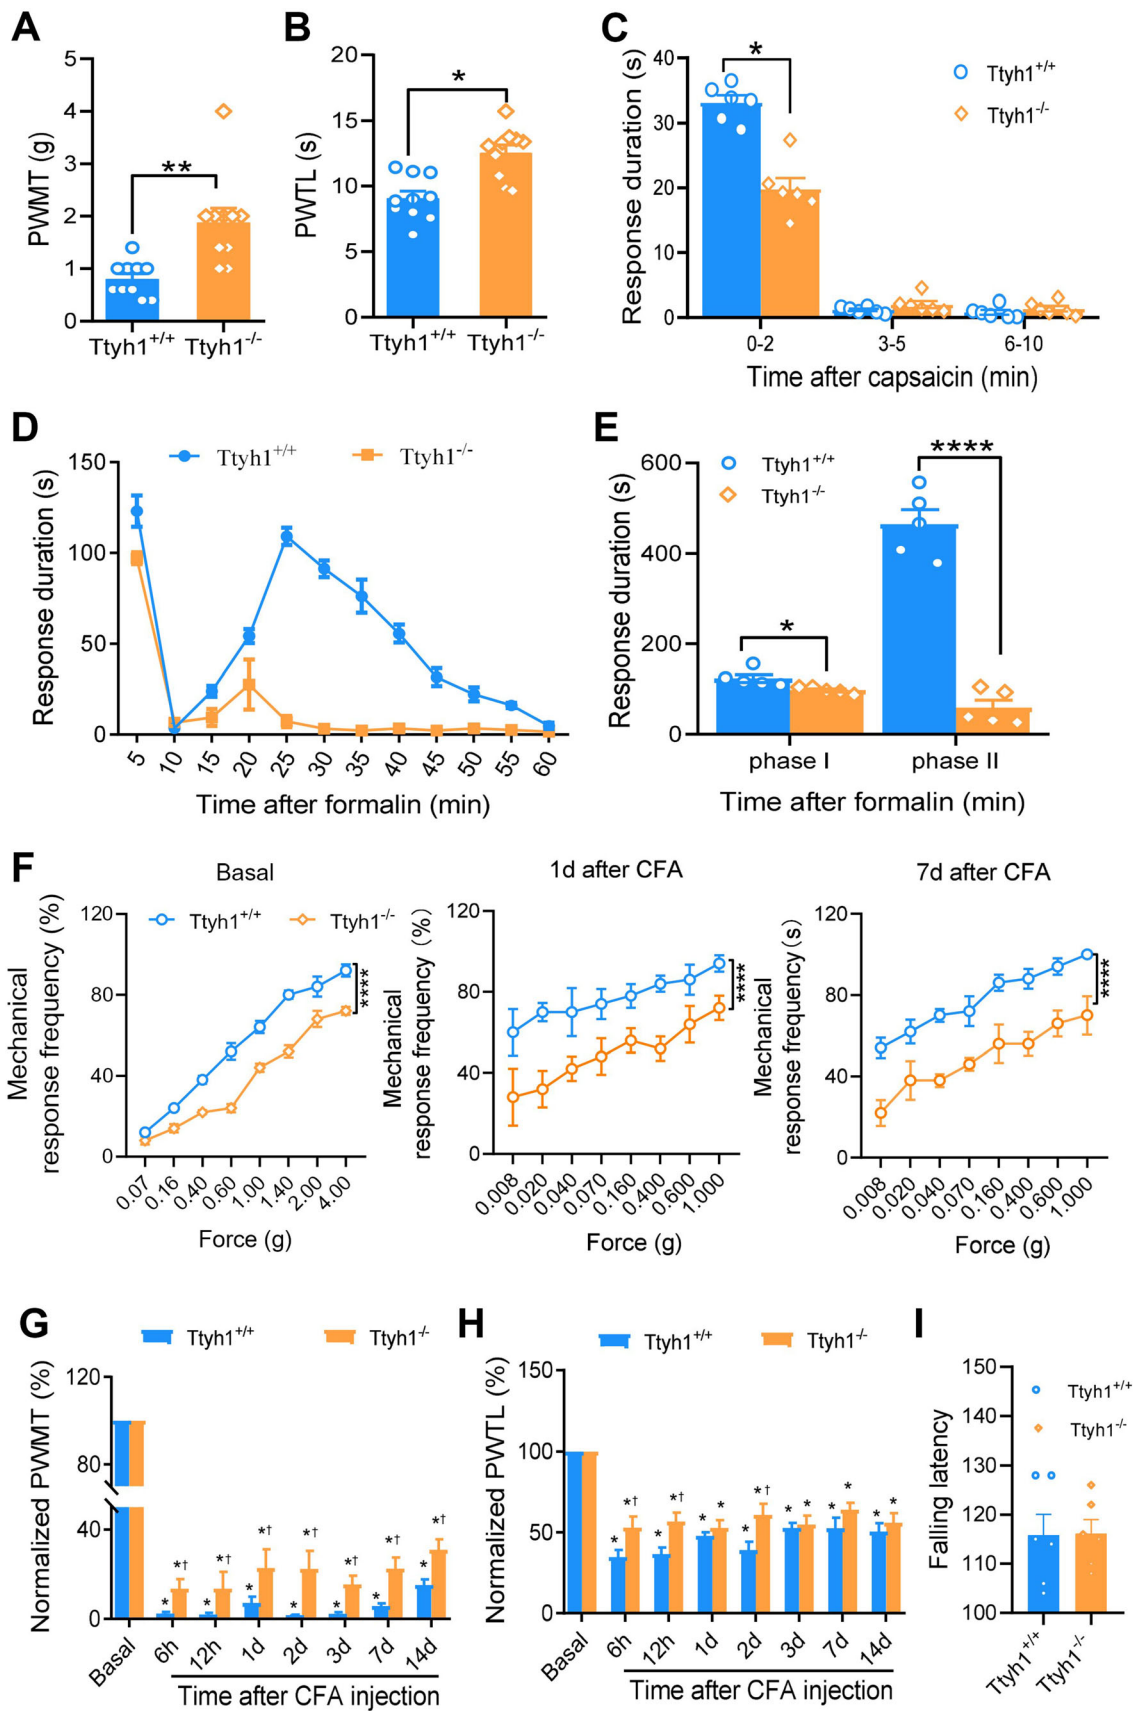 A
PWMT (g)
5
4
3
2
1
0
**
Ttyh1+/+ Ttyh1-/-
B
PWTL (s)
20
15
10
5
0
*
Ttyh1+/+ Ttyh1-/-
C
Response duration (s)
40
30
20
10
0
*
Ttyh1+/+
Ttyh1-/-
0-2 3-5 6-10
Time after capsaicin (min)
D
Ttyh1+/+ Ttyh1-/-
Response duration (s)
150
100
50
0
5 10 15 20 25 30 35 40 45 50 55 60
Time after formalin (min)
E
Response duration (s)
600
400
200
0
Ttyh1+/+
Ttyh1-/-
****
*
phase I phase II
Time after formalin (min)
F
Basal
Mechanical
response frequency (%)
120
80
40
0
Ttyh1+/+ Ttyh1-/-
****
0.07 0.16 0.40 0.60 1.00 1.40 2.00 4.00
Force (g)
1d after CFA
Mechanical
response frequency (%)
120
80
40
0
****
0.008 0.020 0.040 0.070 0.160 0.400 0.600 1.000
Force (g)
7d after CFA
Mechanical
response frequency (s)
120
80
40
0
****
0.008 0.020 0.040 0.070 0.160 0.400 0.600 1.000
Force (g)
G
Ttyh1+/+ Ttyh1-/-
Normalized PWMT (%)
120
80
40
0
* *† * *† * *† *† * *† * *† * *†
Basal 6h 12h 1d 2d 3d 7d 14d
Time after CFA injection
H
Ttyh1+/+ Ttyh1-/-
Normalized PWTL (%)
150
100
50
0
* *† * *† * * * *† * * * * * *
Basal 6h 12h 1d 2d 3d 7d 14d
Time after CFA injection
I
Falling latency
150
140
130
120
110
100
Ttyh1+/+
Ttyh1-/-
Ttyh1+/+ Ttyh1-/-